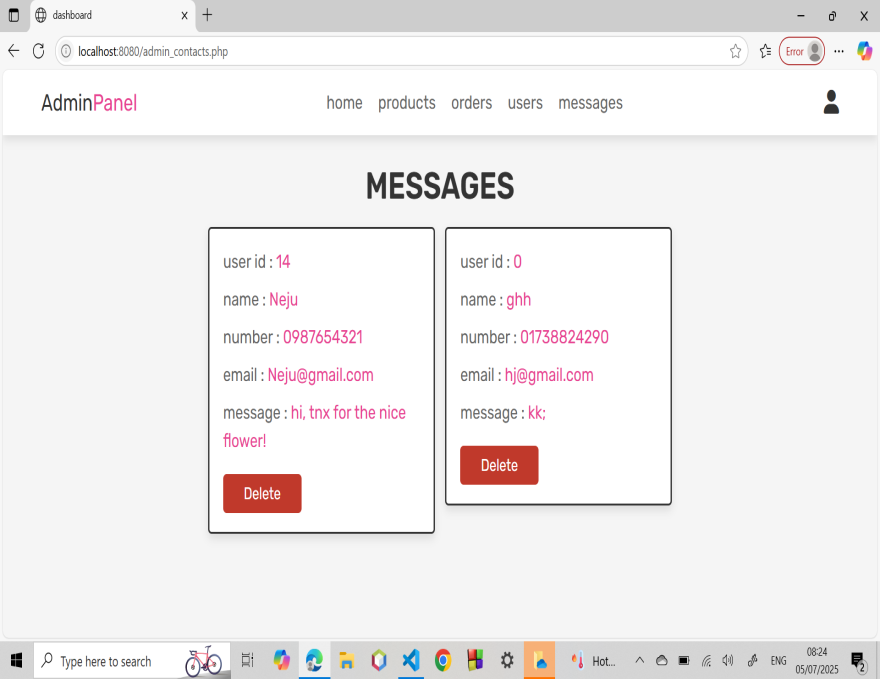 dashboard
localhost:8080/admin_contacts.php
Error
AdminPanel
home products orders users messages
MESSAGES
user id : 14
name : Neju
number : 0987654321
email : Neju@gmail.com
message : hi, tnx for the nice
flower!
Delete
user id : 0
name : ghh
number : 01738824290
email : hj@gmail.com
message : kk;
Delete
Type here to search
Hot...
ENG
08:24
05/07/2025
2